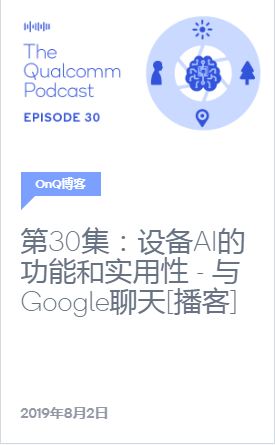 The
Qualcomm
Podcast
EPISODE 30
OnQ博客
第30集：设备AI的
功能和实用性 - 与
Google聊天[播客]
2019年8月2日